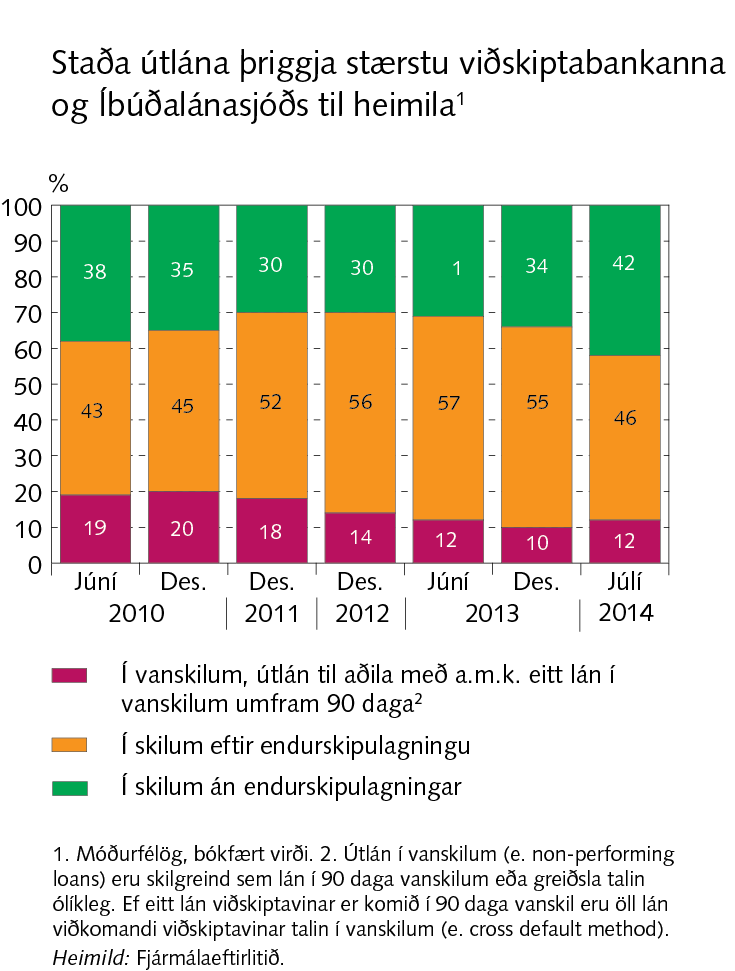 Staða útlána þriggja stærstu viðskiptabankanna
og Íbúðalánasjóðs til heimila¹
%
100
90
80
70
60
50
40
30
20
10
0
38 35 30 30 1 34 42
43 45 52 56 57 55 46
19 20 18 14 12 10 12
Júní Des. Des. Des. Júní Des. Júlí
2010 2011 2012 2013 2014
Í vanskilum, útlán til aðila með a.m.k. eitt lán í
vanskilum umfram 90 daga²
Í skilum eftir endurskipulagningu
Í skilum án endurskipulagningar
1. Móðurfélög, bókfært virði. 2. Útlán í vanskilum (e. non-performing
loans) eru skilgreind sem lán í 90 daga vanskilum eða greiðsla talin
ólíkleg. Ef eitt lán viðskiptavinar er komið í 90 daga vanskil eru öll lán
viðkomandi viðskiptavinar talin í vanskilum (e. cross default method).
Heimild: Fjármálaeftirlitið.